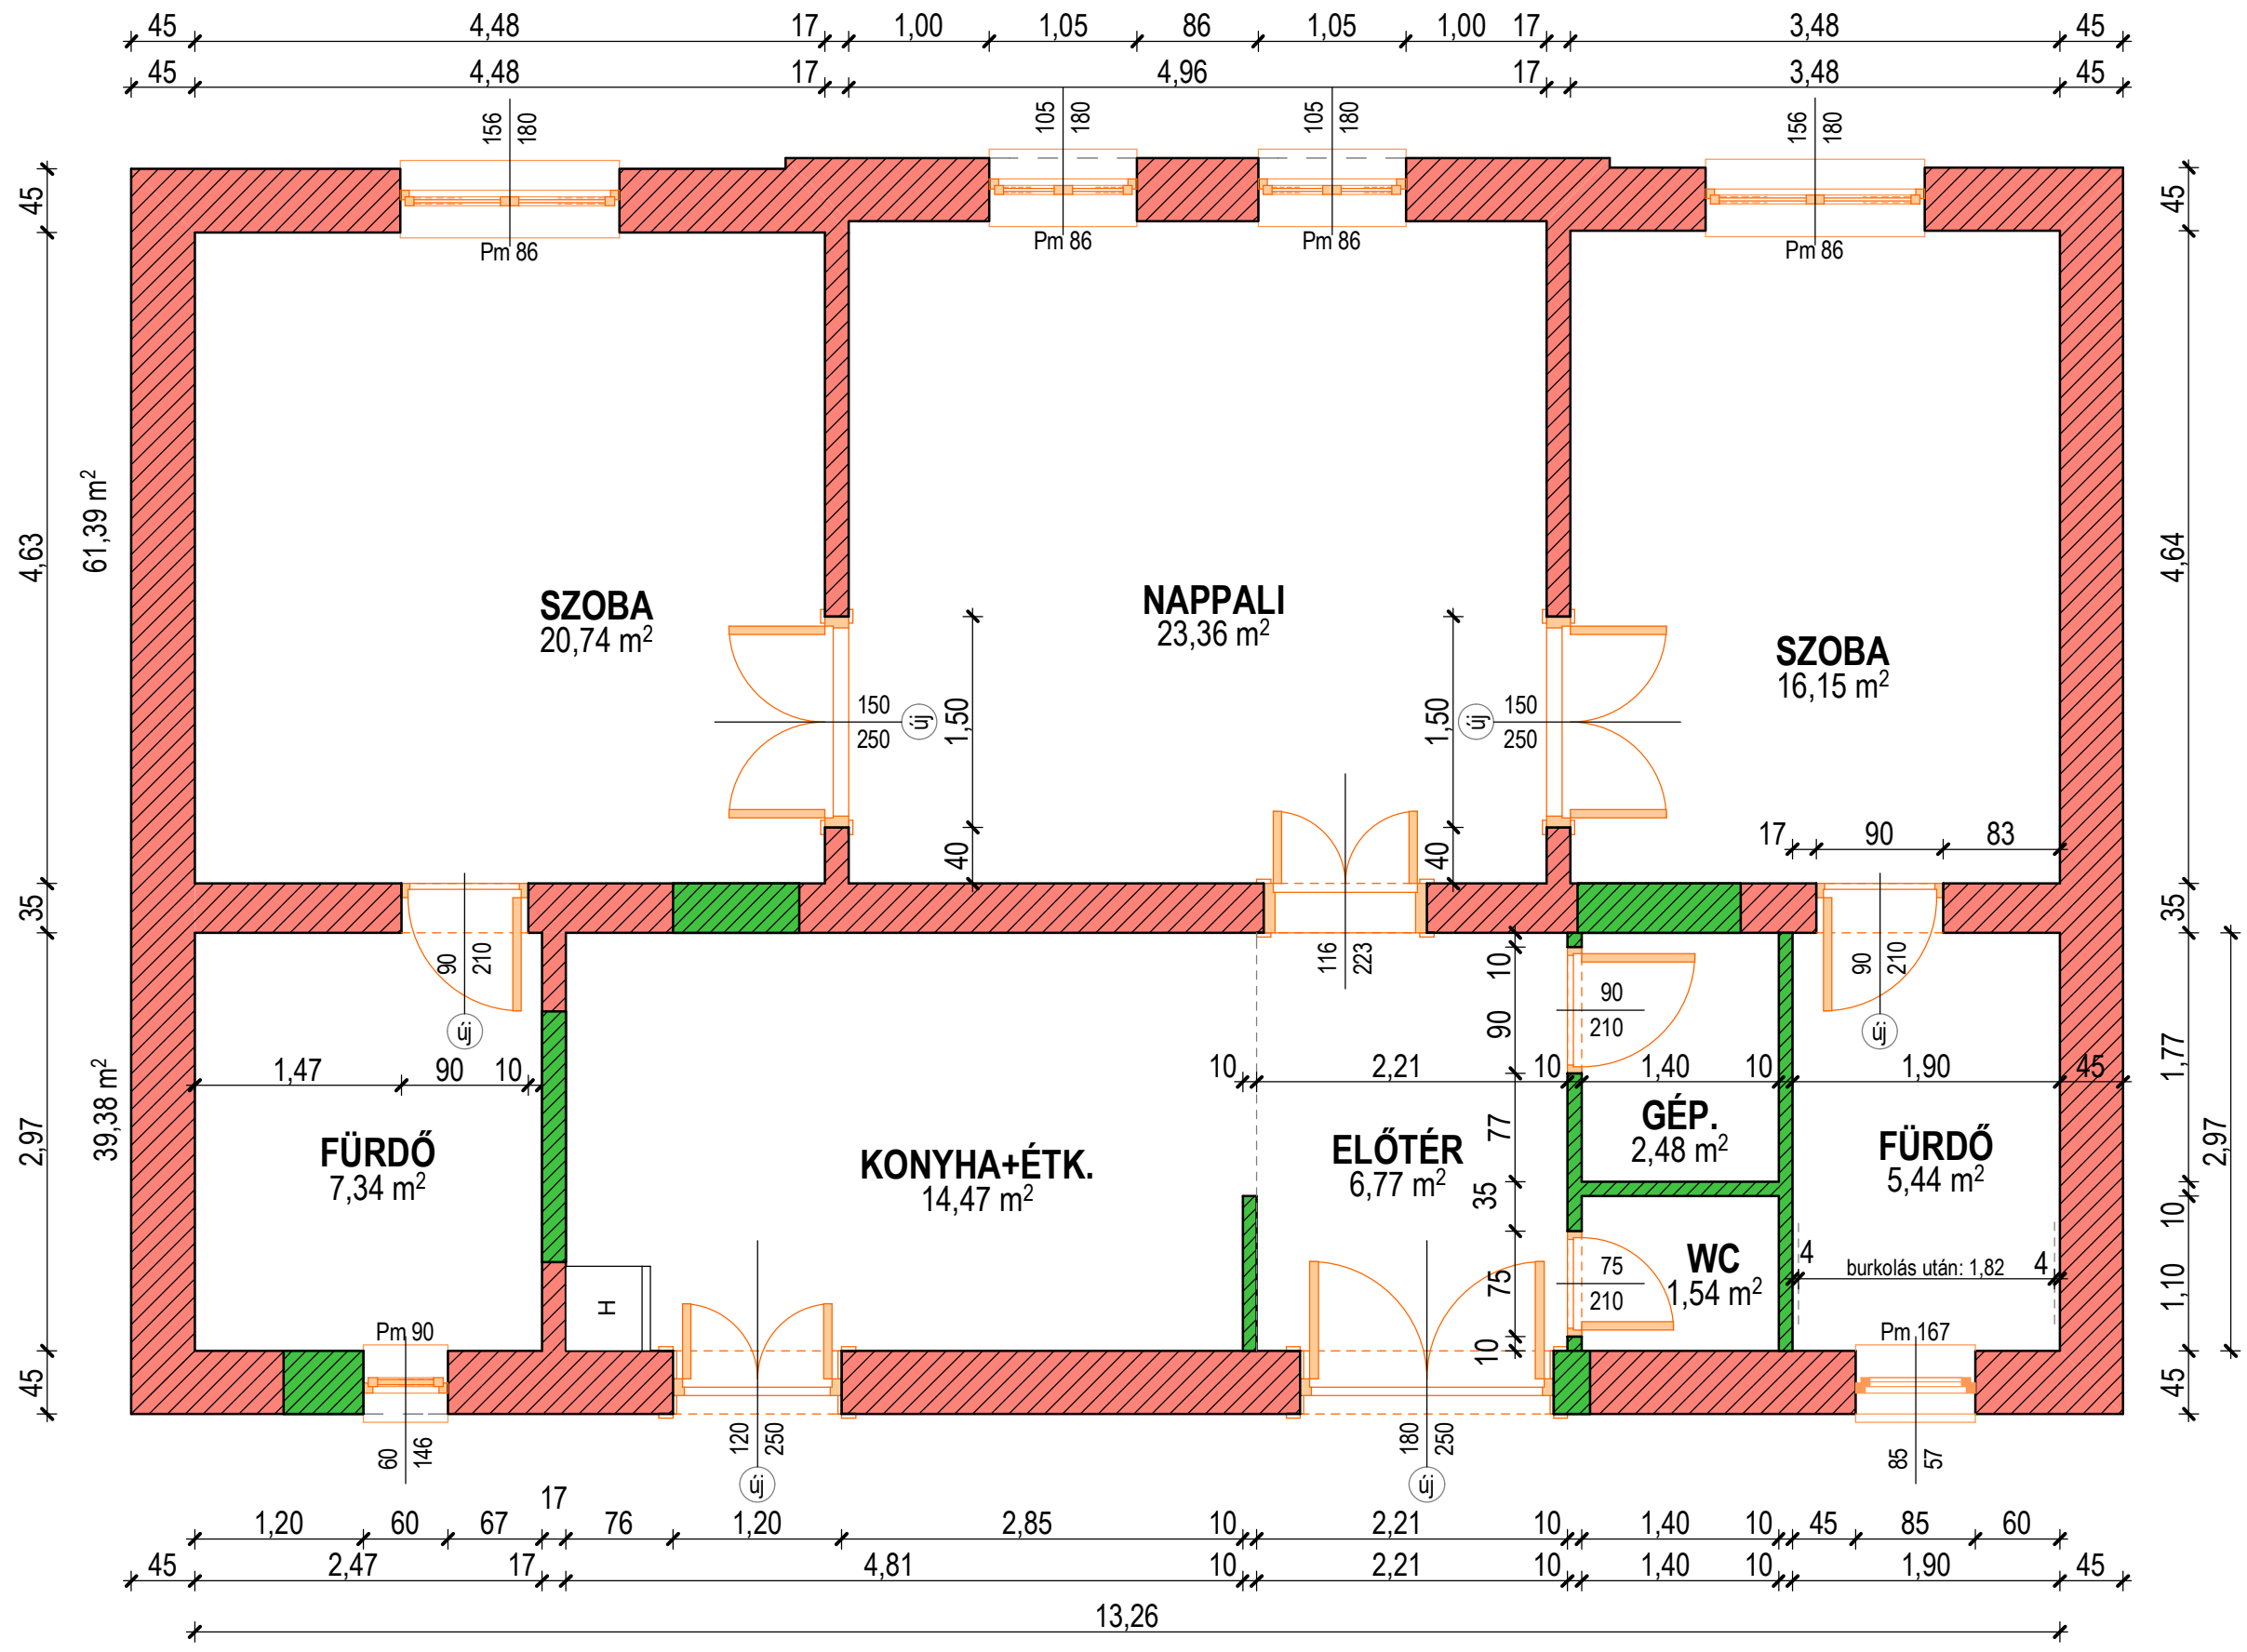 45 4,48 17 1,00 1,05 86 1,05 1,00 17 3,48 45
45 4,48 17 4,96 17 3,48 45
156 180
105 180
105 180
156 180
Pm 86
Pm 86
Pm 86
Pm 86
45
4,63
35
2,97
45
61,39 m²
39,38 m²
45
4,64
35
1,77
10
1,10
45
2,97
SZOBA
20,74 m²
NAPPALI
23,36 m²
SZOBA
16,15 m²
150
250
új
1,50
40
1,50
40
új
150
250
17 90 83
90 210
új
116 223
90 210
új
10
90
77
35
75
10
90
210
75
210
1,47 90 10
10 2,21 10 1,40 10 1,90 45
FÜRDŐ
7,34 m²
KONYHA+ÉTK.
14,47 m²
ELŐTÉR
6,77 m²
GÉP.
2,48 m²
FÜRDŐ
5,44 m²
WC
1,54 m²
4 burkolás után: 1,82 4
H
Pm 90
Pm 167
60 146
120 250
új
180 250
új
85 57
1,20 60 67 17 76 1,20 2,85 10 2,21 10 1,40 10 45 85 60
45 2,47 17 4,81 10 2,21 10 1,40 10 1,90 45
13,26